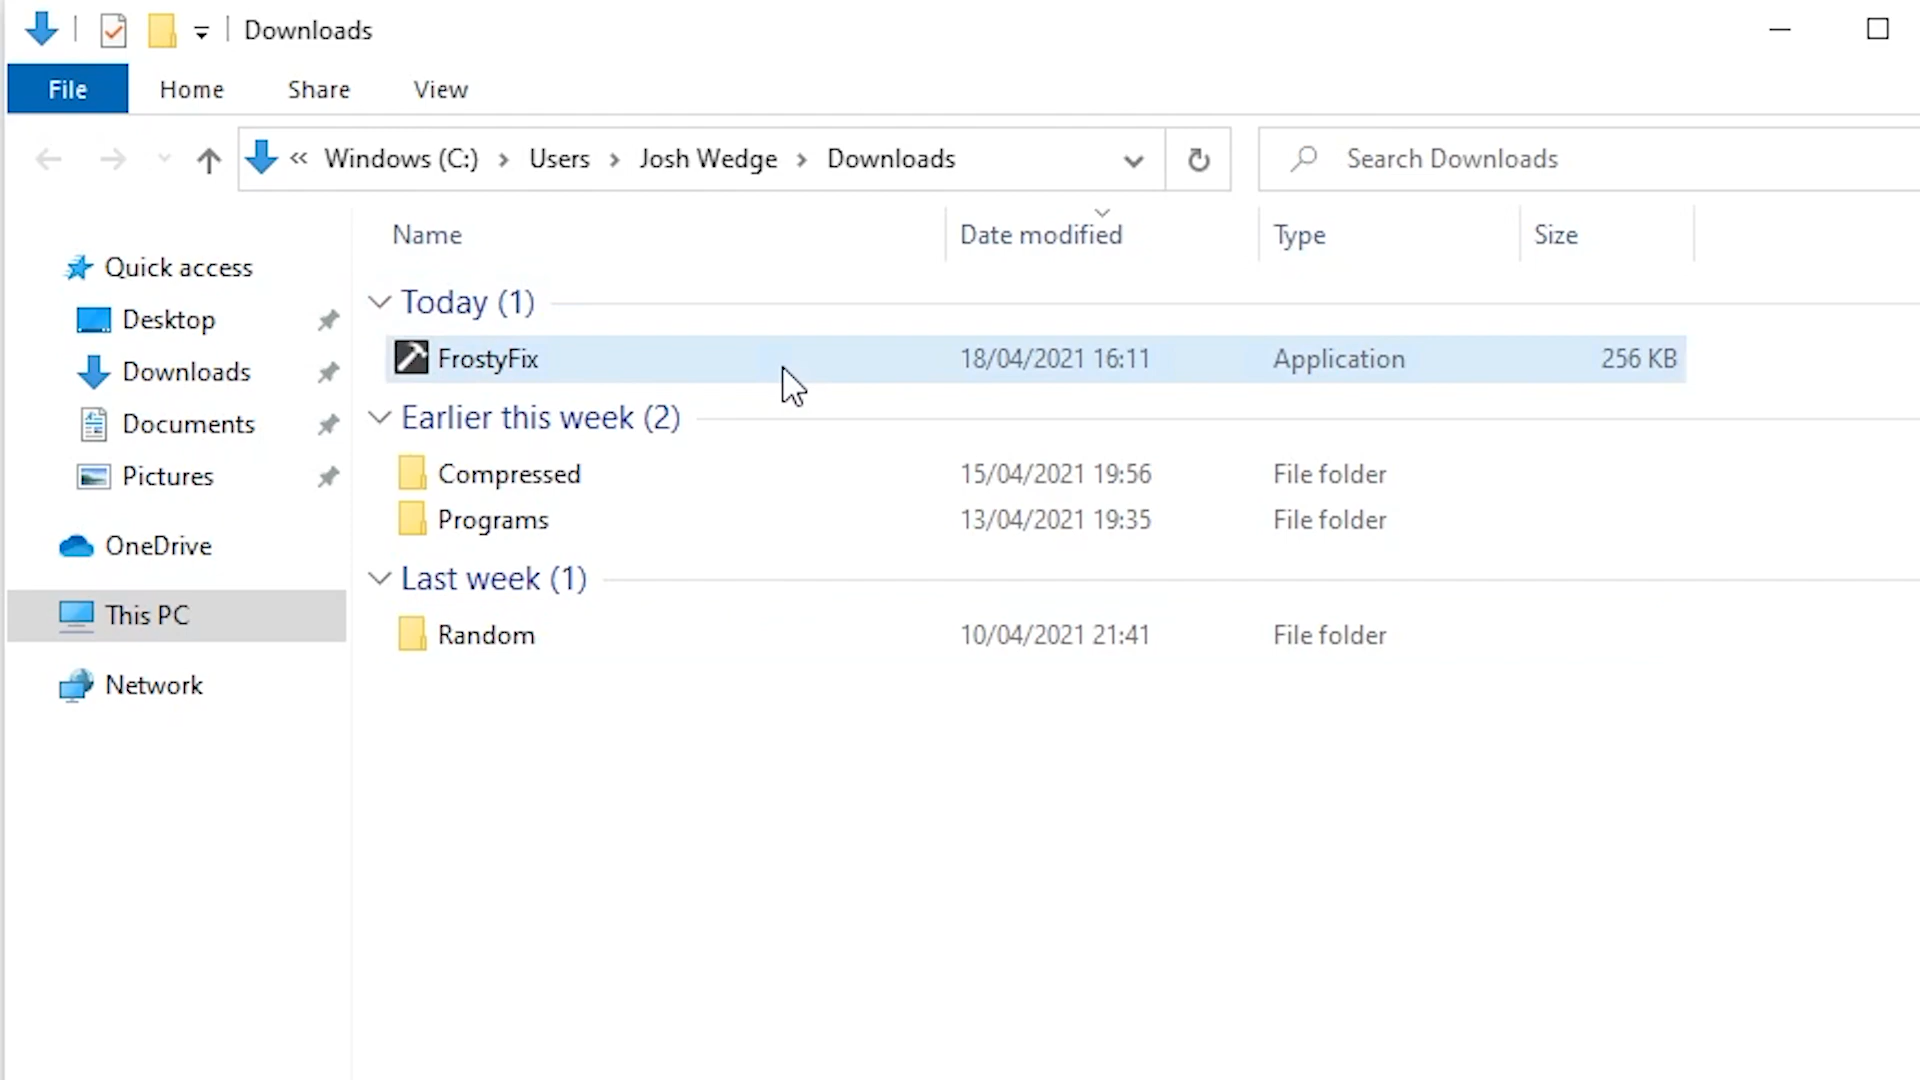 Downloads
File Home Share View
« Windows (C:) › Users › Josh Wedge › Downloads Search Downloads
Name Date modified Type Size
Quick access
Desktop
Downloads
Documents
Pictures
OneDrive
This PC
Network
Today (1)
FrostyFix 18/04/2021 16:11 Application 256 KB
Earlier this week (2)
Compressed 15/04/2021 19:56 File folder
Programs 13/04/2021 19:35 File folder
Last week (1)
Random 10/04/2021 21:41 File folder